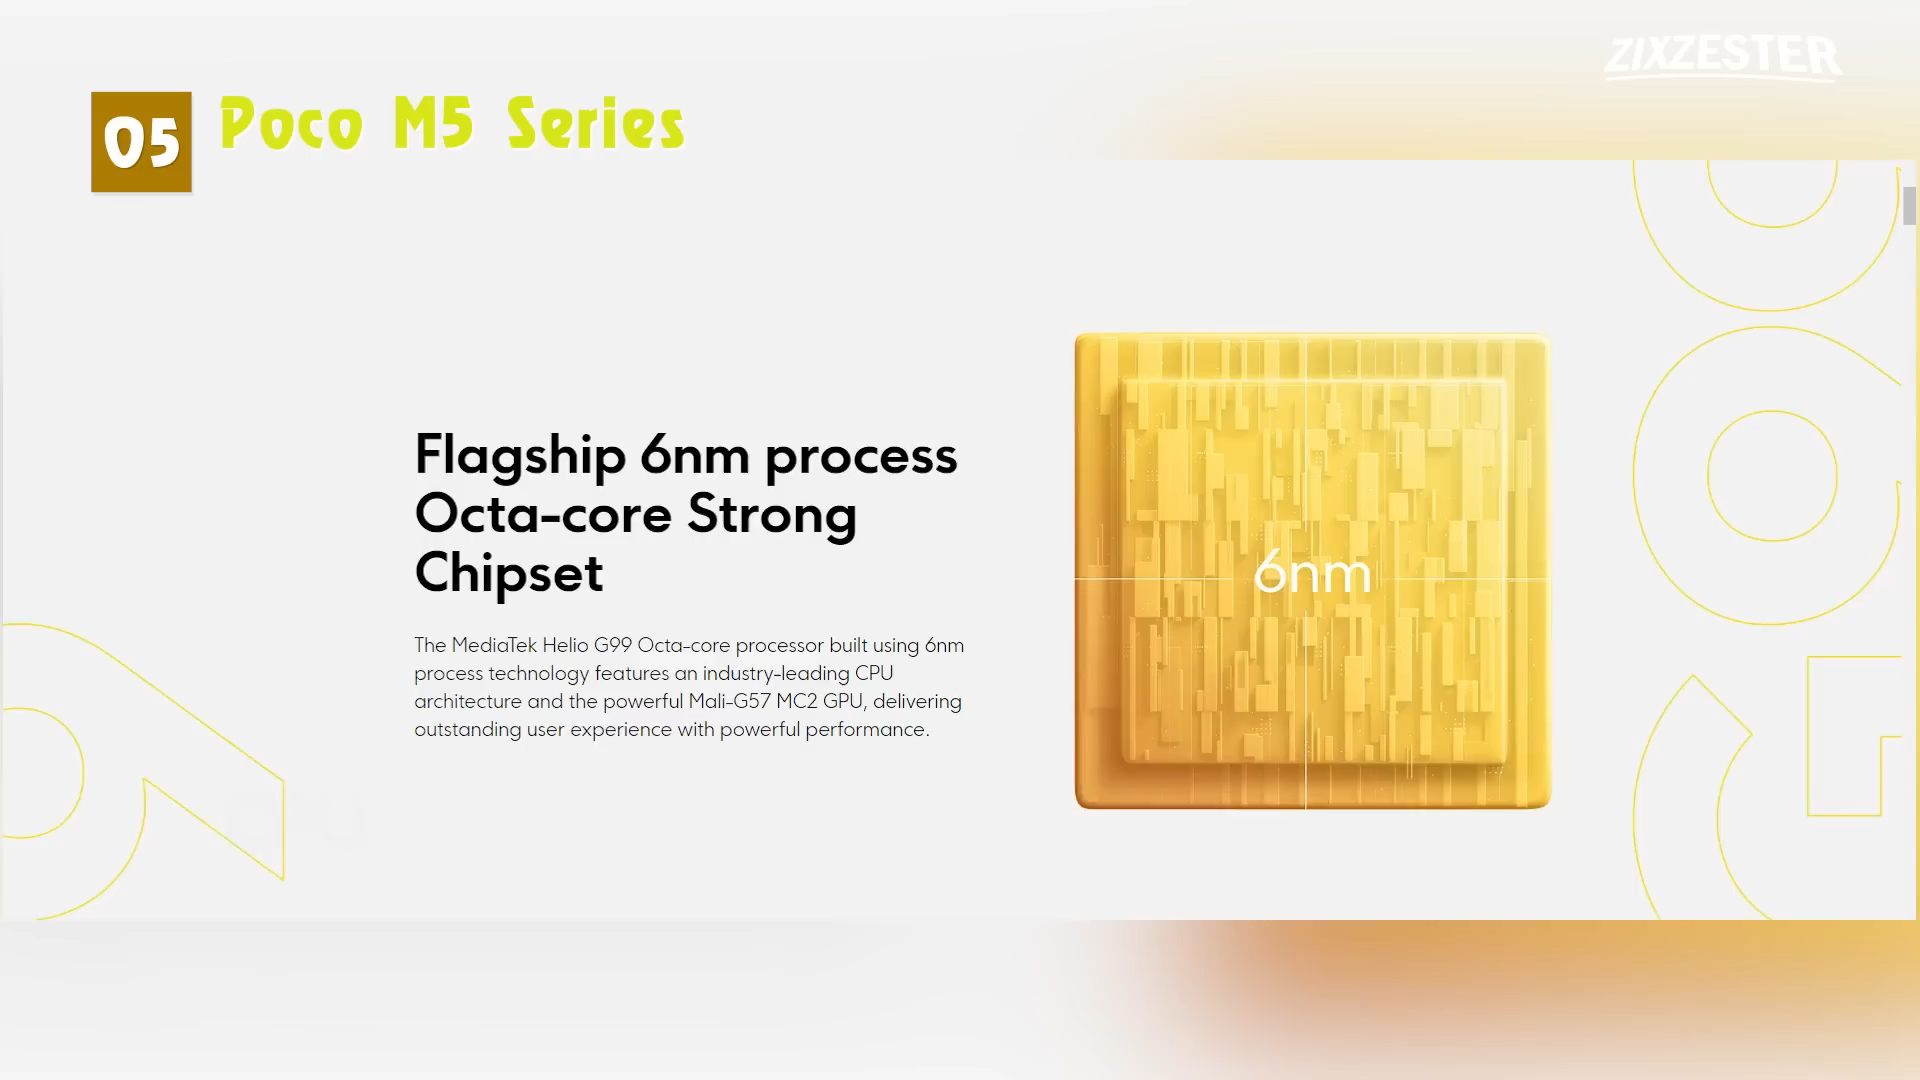 ZIXZESTER
05
Poco M5 Series
Flagship 6nm process
Octa-core Strong
Chipset
The MediaTek Helio G99 Octa-core processor built using 6nm
process technology features an industry-leading CPU
architecture and the powerful Mali-G57 MC2 GPU, delivering
outstanding user experience with powerful performance.
6nm